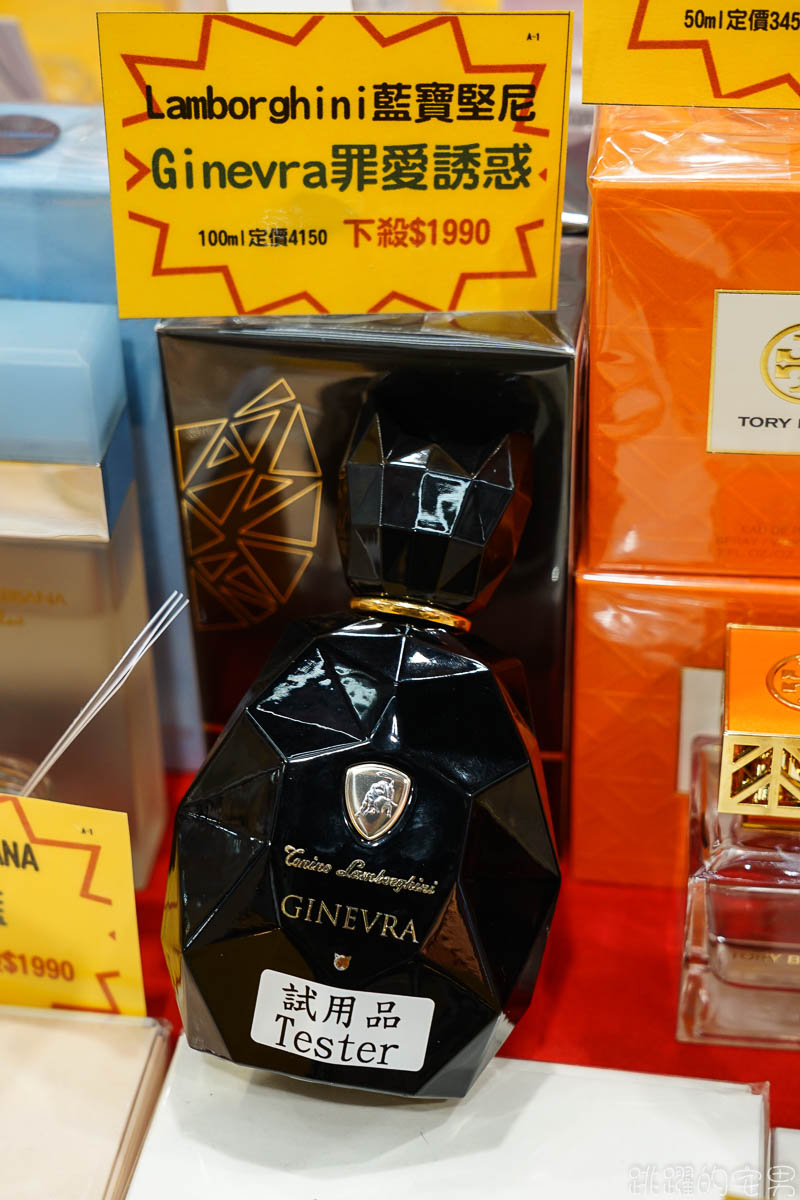 A-1
Lamborghini藍寶堅尼
Ginevra罪愛誘惑
100ml定價4150 下殺$1990
50ml定價345
TORY
Tonino Lamborghini
GINEVRA
試用品
Tester
A-1
ANA
$1990
TORY B
跳躍的宅男